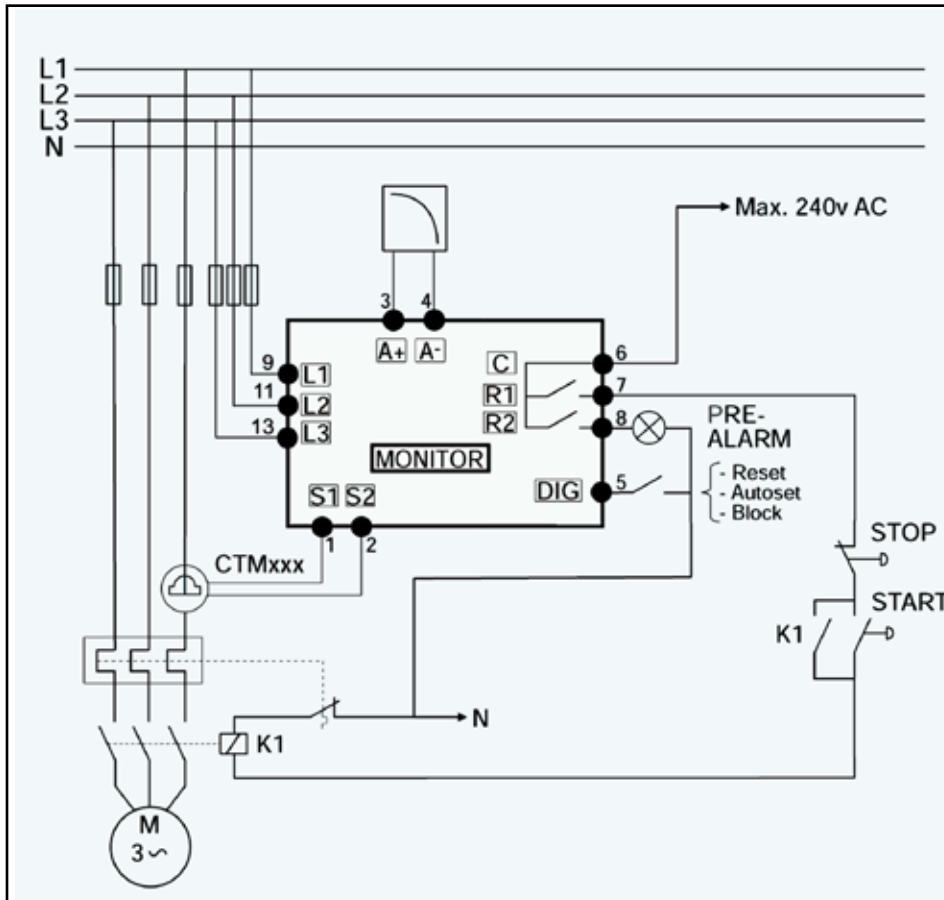 L1
L2
L3
N
Max. 240v AC
3
4
A+
A-
9
L1
11
L2
13
L3
C
6
R1
7
R2
8
PRE-
ALARM
MONITOR
DIG
5
- Reset
- Autoset
- Block
S1
S2
1
2
CTMxxx
STOP
START
K1
N
K1
M
3~